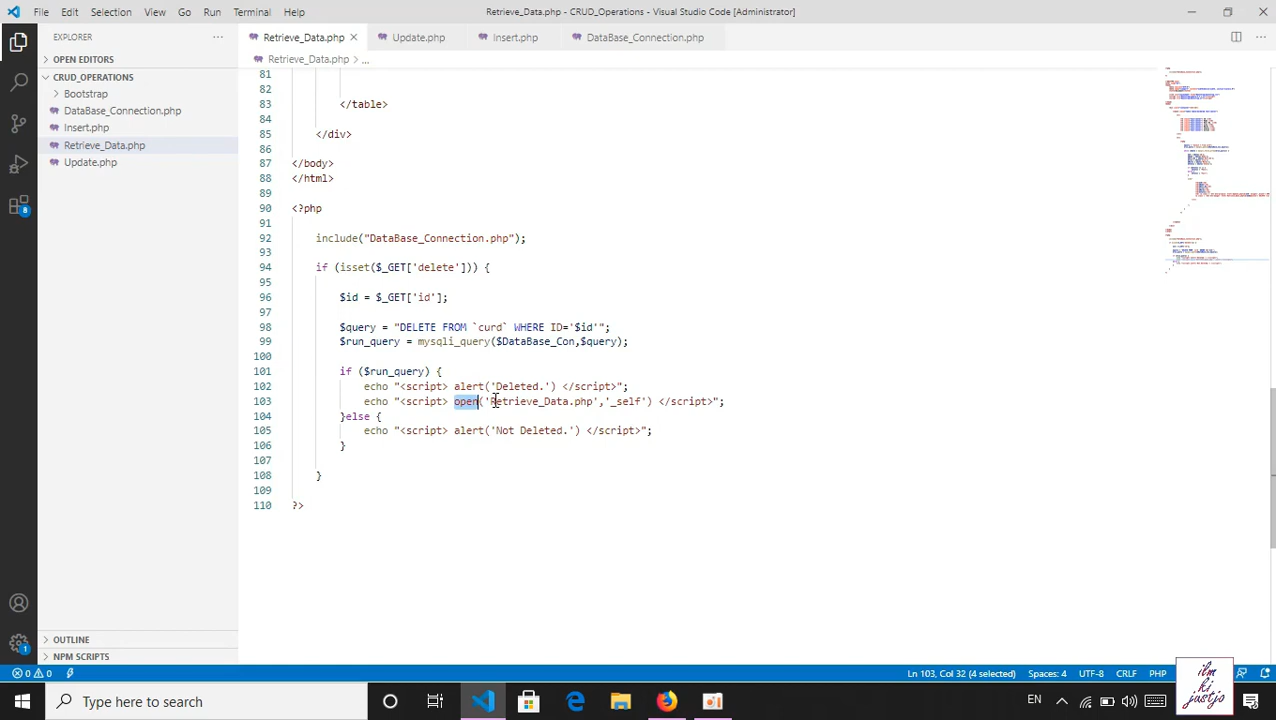 File Edit Selection View Go Run Terminal Help
Retrieve_Data.php - CRUD_Operations - Visual Studio Code [Administrator]
EXPLORER
Retrieve_Data.php
Update.php
Insert.php
DataBase_Connection.php
OPEN EDITORS
Retrieve_Data.php > ...
CRUD_OPERATIONS
Bootstrap
DataBase_Connection.php
Insert.php
Retrieve_Data.php
Update.php
81
82
83 </table>
84
85 </div>
86
87 </body>
88 </html>
89
90 <?php
91
92 include("DataBase_Connection.php");
93
94 if (isset($_GET['delete'])) {
95
96 $id = $_GET['id'];
97
98 $query = "DELETE FROM `curd` WHERE ID='$id'";
99 $run_query = mysqli_query($DataBase_Con,$query);
100
101 if ($run_query) {
102 echo "<script> alert('Deleted.') </script>";
103 echo "<script> open('Retrieve_Data.php','_self') </script>";
104 }else {
105 echo "<script> alert('Not Deleted.') </script>";
106 }
107
108 }
109
110 ?>
8
1
OUTLINE
NPM SCRIPTS
0 0
Ln 103, Col 32 (4 selected) Spaces: 4 UTF-8 CRLF PHP
Type here to search
EN
ilm
ki
justjo